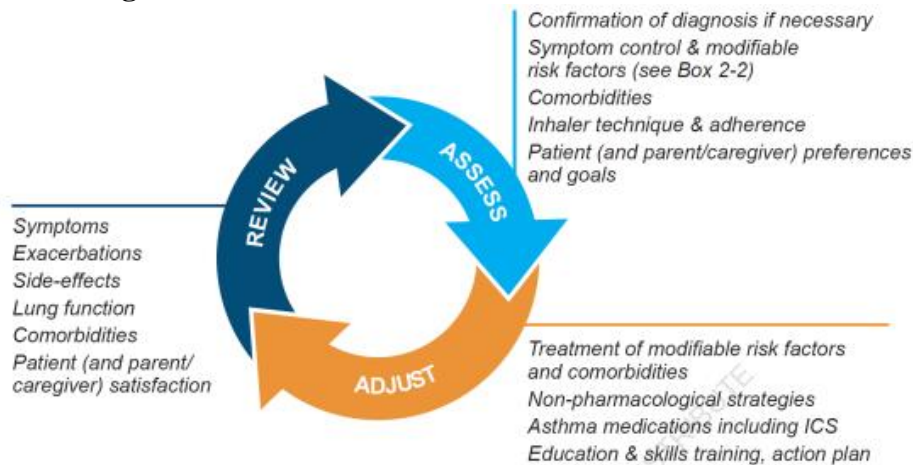 Confirmation of diagnosis if necessary
Symptom control & modifiable
risk factors (see Box 2-2)
Comorbidities
Inhaler technique & adherence
Patient (and parent/caregiver) preferences
and goals
ASSESS
REVIEW
Symptoms
Exacerbations
Side-effects
Lung function
Comorbidities
Patient (and parent/
caregiver) satisfaction
ADJUST
Treatment of modifiable risk factors
and comorbidities
Non-pharmacological strategies
Asthma medications including ICS
Education & skills training, action plan